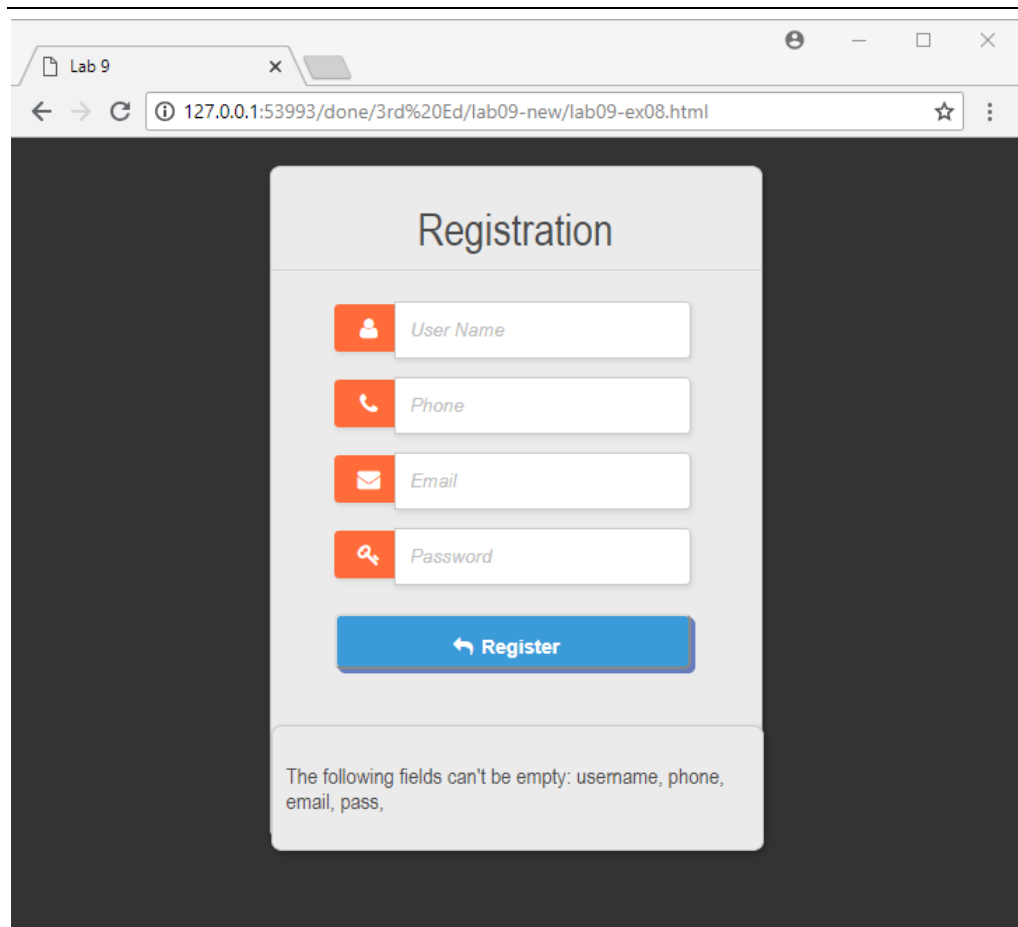 Lab 9
127.0.0.1:53993/done/3rd%20Ed/lab09-new/lab09-ex08.html
Registration
User Name
Phone
Email
Password
Register
The following fields can't be empty: username, phone,
email, pass,